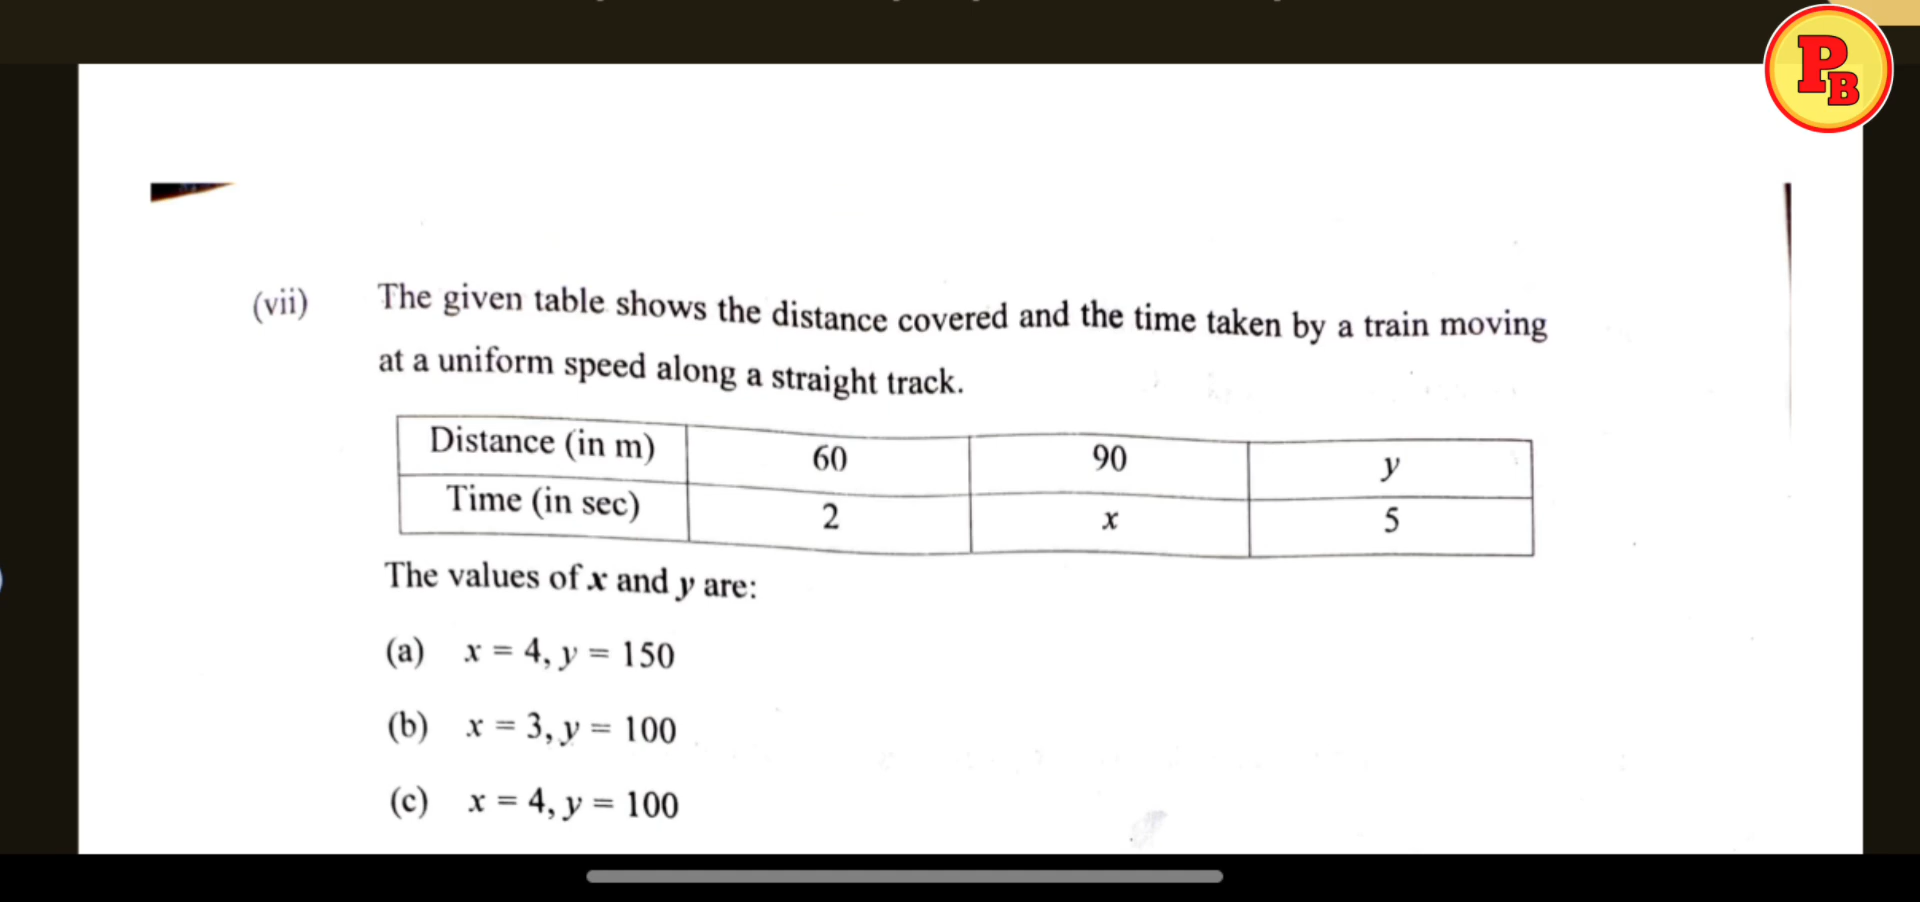 PB
(vii) The given table shows the distance covered and the time taken by a train moving
at a uniform speed along a straight track.
Distance (in m) 60 90 y
Time (in sec) 2 x 5
The values of x and y are:
(a) x = 4, y = 150
(b) x = 3, y = 100
(c) x = 4, y = 100